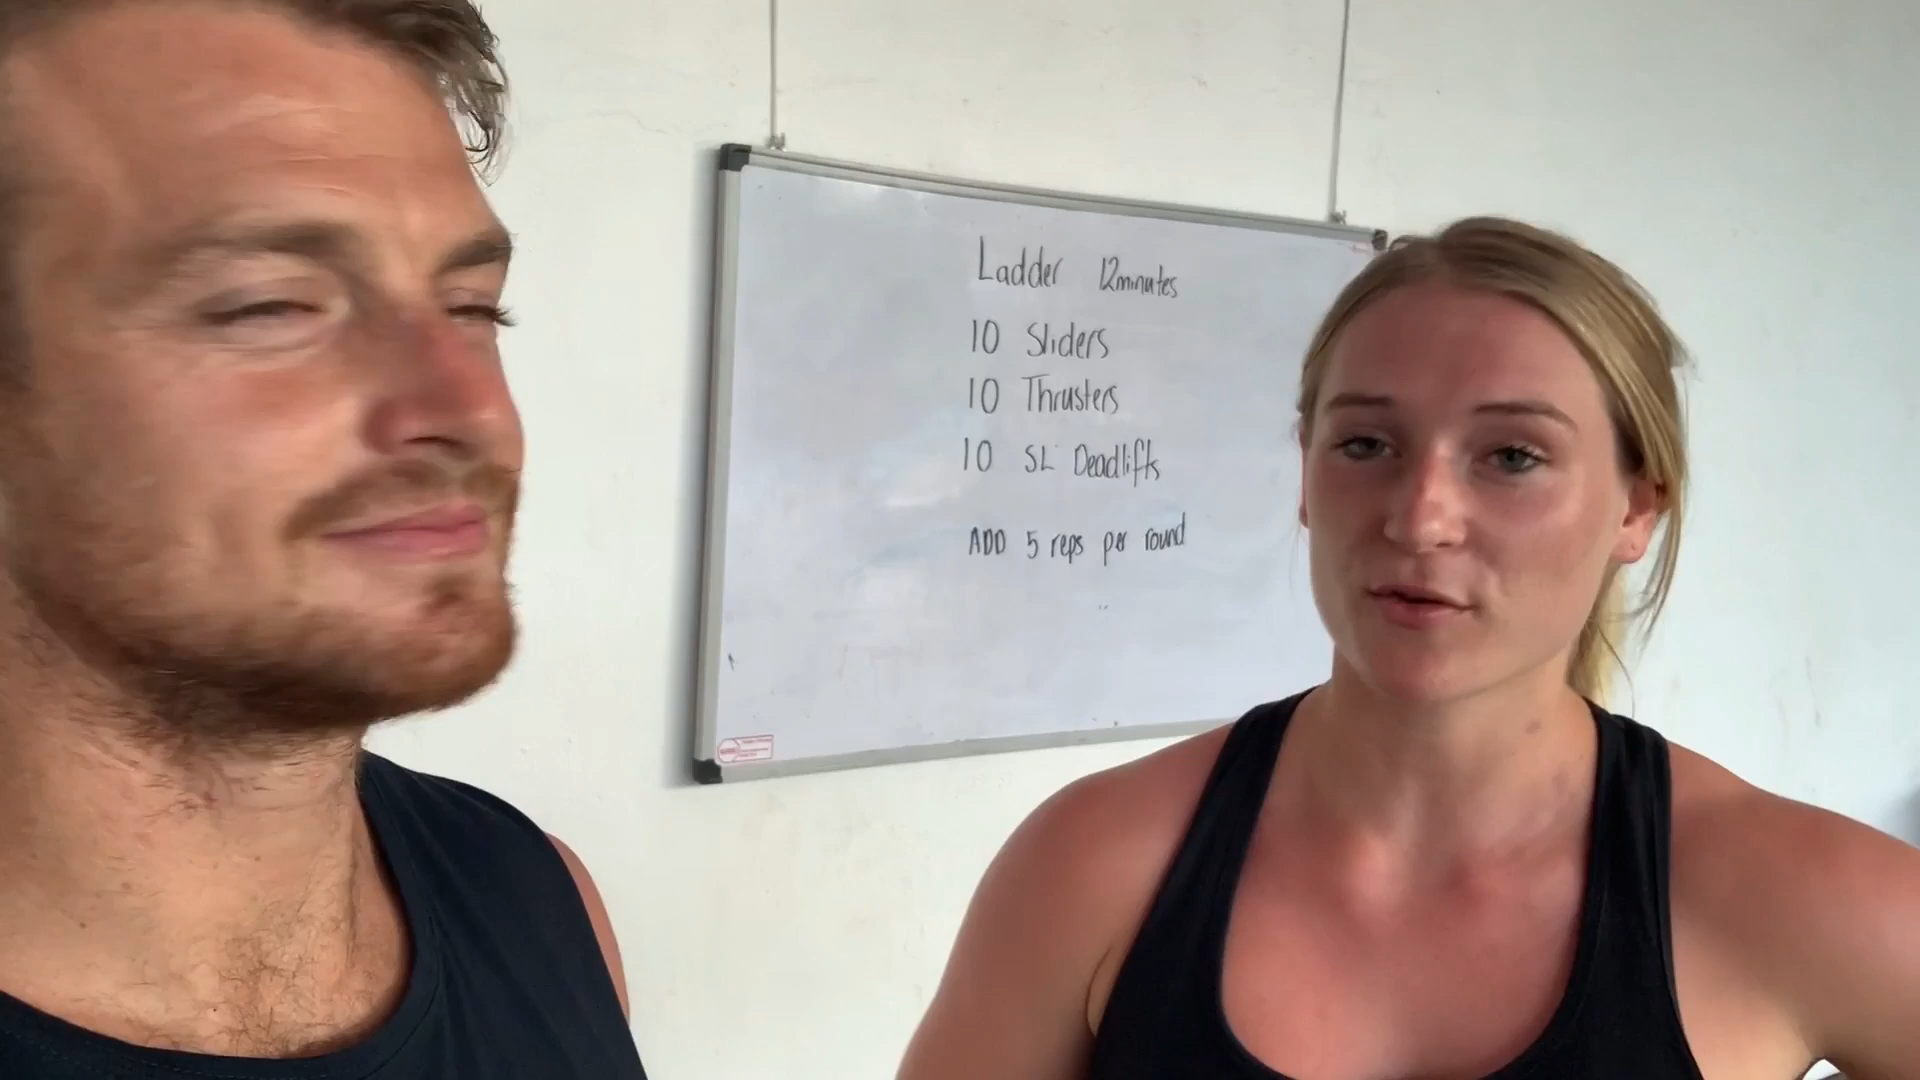 Ladder 12minutes
10 Sliders
10 Thrusters
10 SL Deadlifts
ADD 5 reps per round